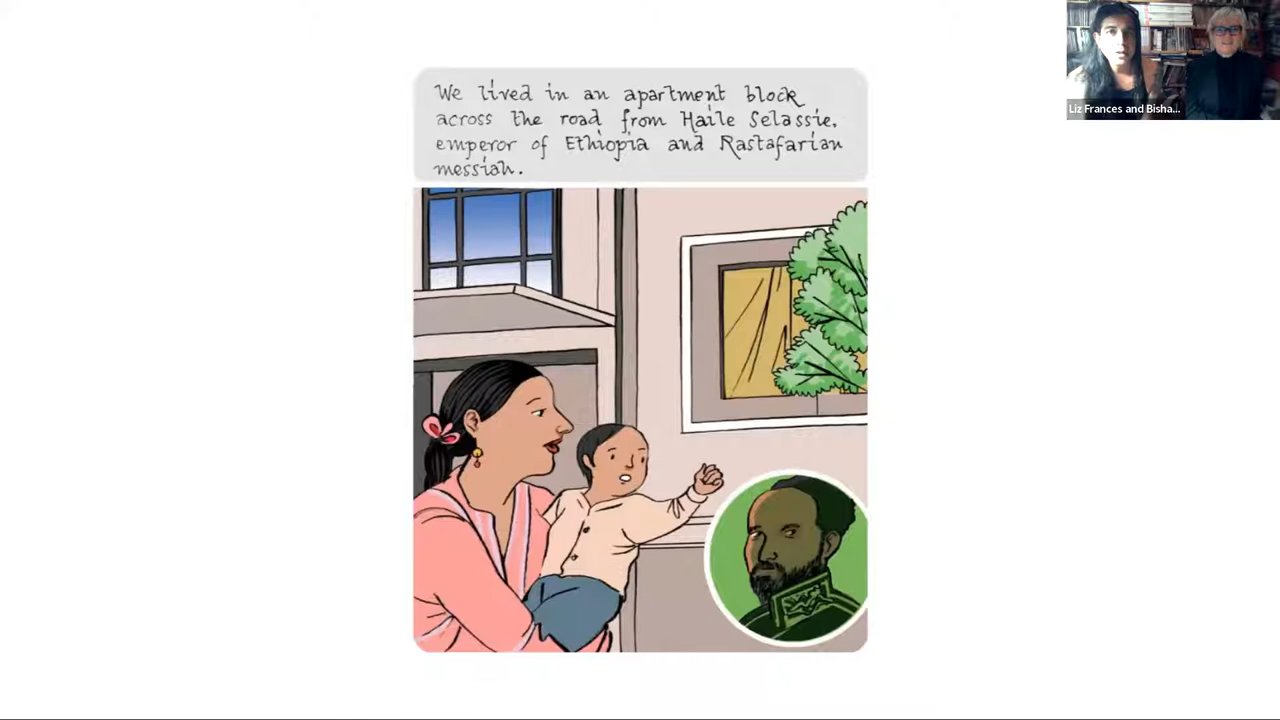 We lived in an apartment block
across the road from Haile Selassie,
emperor of Ethiopia and Rastafarian
messiah.
Liz Frances and Bisha...